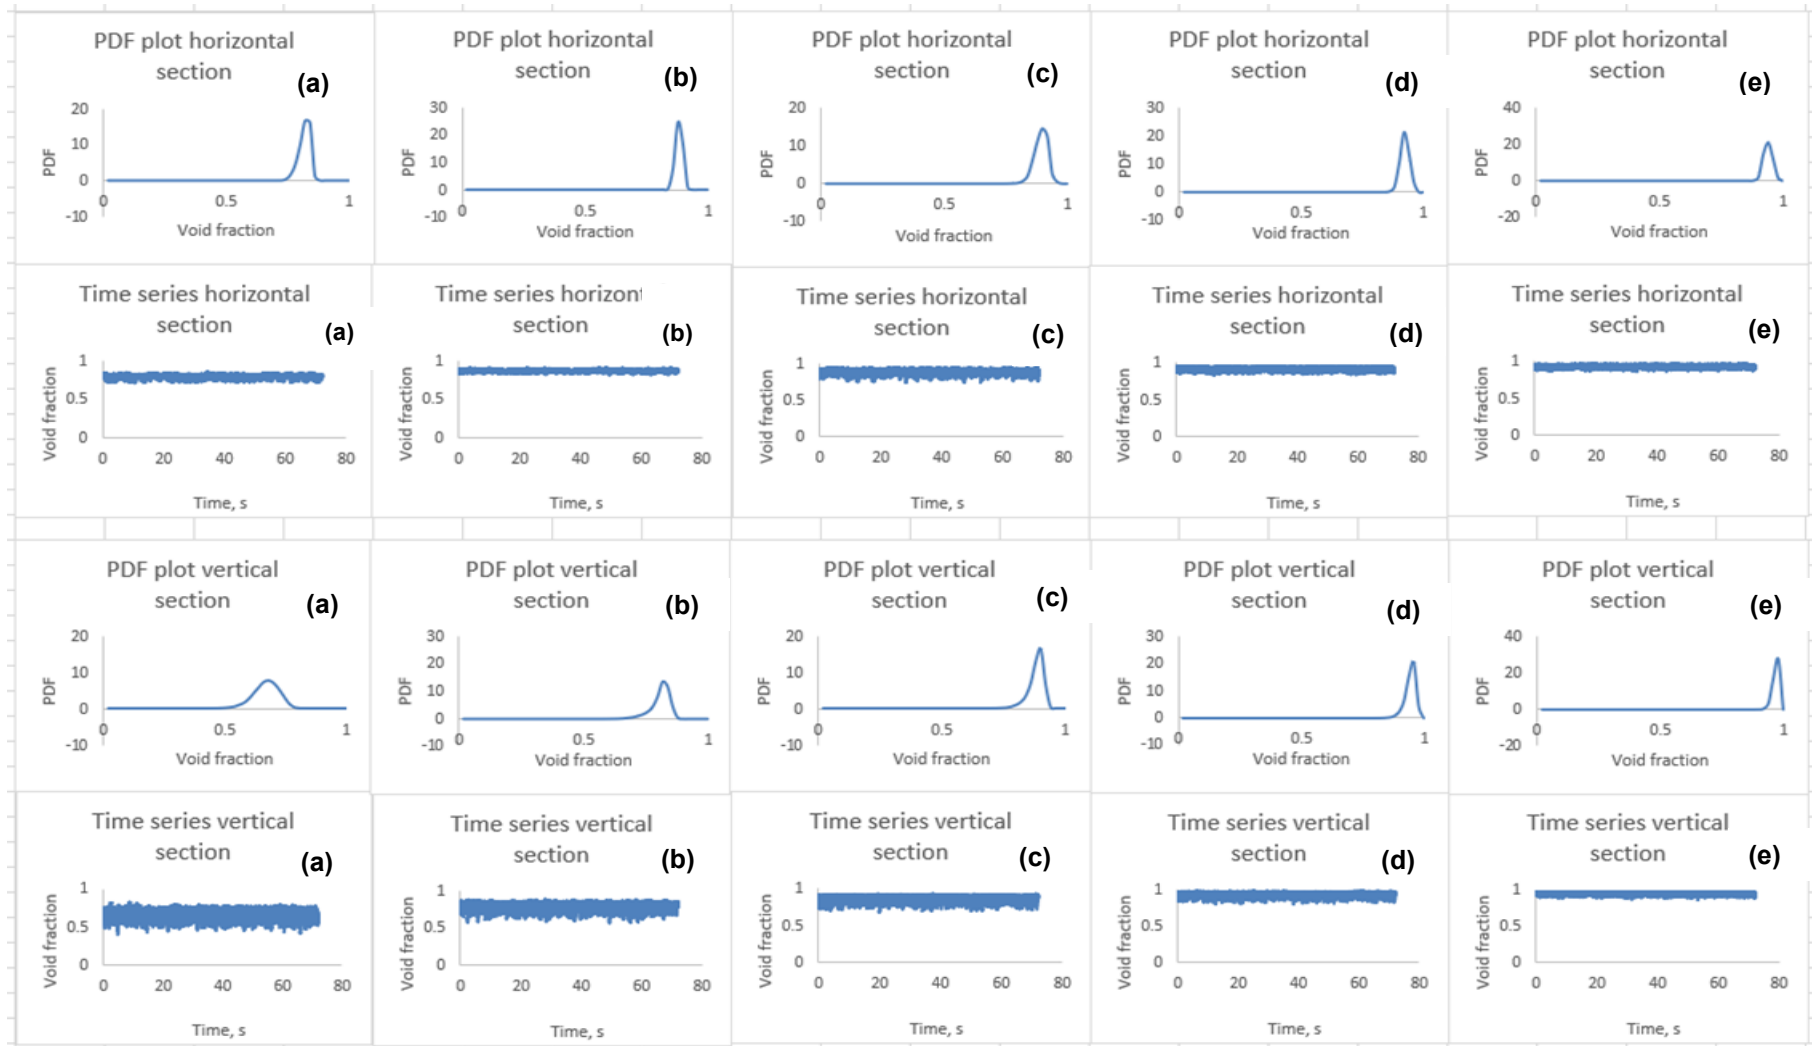 PDF plot horizontal
section
(a)
20
10
0
-10
PDF
0
0.5
1
Void fraction
PDF plot horizontal
section
(b)
30
20
10
0
-10
PDF
0
0.5
1
Void fraction
PDF plot horizontal
section
(c)
20
10
0
-10
PDF
0
0.5
1
Void fraction
PDF plot horizontal
section
(d)
30
20
10
0
-10
PDF
0
0.5
1
Void fraction
PDF plot horizontal
section
(e)
40
20
0
-20
PDF
0
0.5
1
Void fraction
Time series horizontal
section
(a)
1
0.5
0
Void fraction
0 20 40 60 80
Time, s
Time series horizont
section
(b)
1
0.5
0
Void fraction
0 20 40 60 80
Time, s
Time series horizontal
section
(c)
1
0.5
0
Void fraction
0 20 40 60 80
Time, s
Time series horizontal
section
(d)
1
0.5
0
Void fraction
0 20 40 60 80
Time, s
Time series horizontal
section
(e)
1
0.5
0
Void fraction
0 20 40 60 80
Time, s
PDF plot vertical
section
(a)
20
10
0
-10
PDF
0
0.5
1
Void fraction
PDF plot vertical
section
(b)
30
20
10
0
-10
PDF
0
0.5
1
Void fraction
PDF plot vertical
section
(c)
20
10
0
-10
PDF
0
0.5
1
Void fraction
PDF plot vertical
section
(d)
30
20
10
0
-10
PDF
0
0.5
1
Void fraction
PDF plot vertical
section
(e)
40
20
0
-20
PDF
0
0.5
1
Void fraction
Time series vertical
section
(a)
1
0.5
0
Void fraction
0 20 40 60 80
Time, s
Time series vertical
section
(b)
1
0.5
0
Void fraction
0 20 40 60 80
Time, s
Time series vertical
section
(c)
1
0.5
0
Void fraction
0 20 40 60 80
Time, s
Time series vertical
section
(d)
1
0.5
0
Void fraction
0 20 40 60 80
Time, s
Time series vertical
section
(e)
1
0.5
0
Void fraction
0 20 40 60 80
Time, s